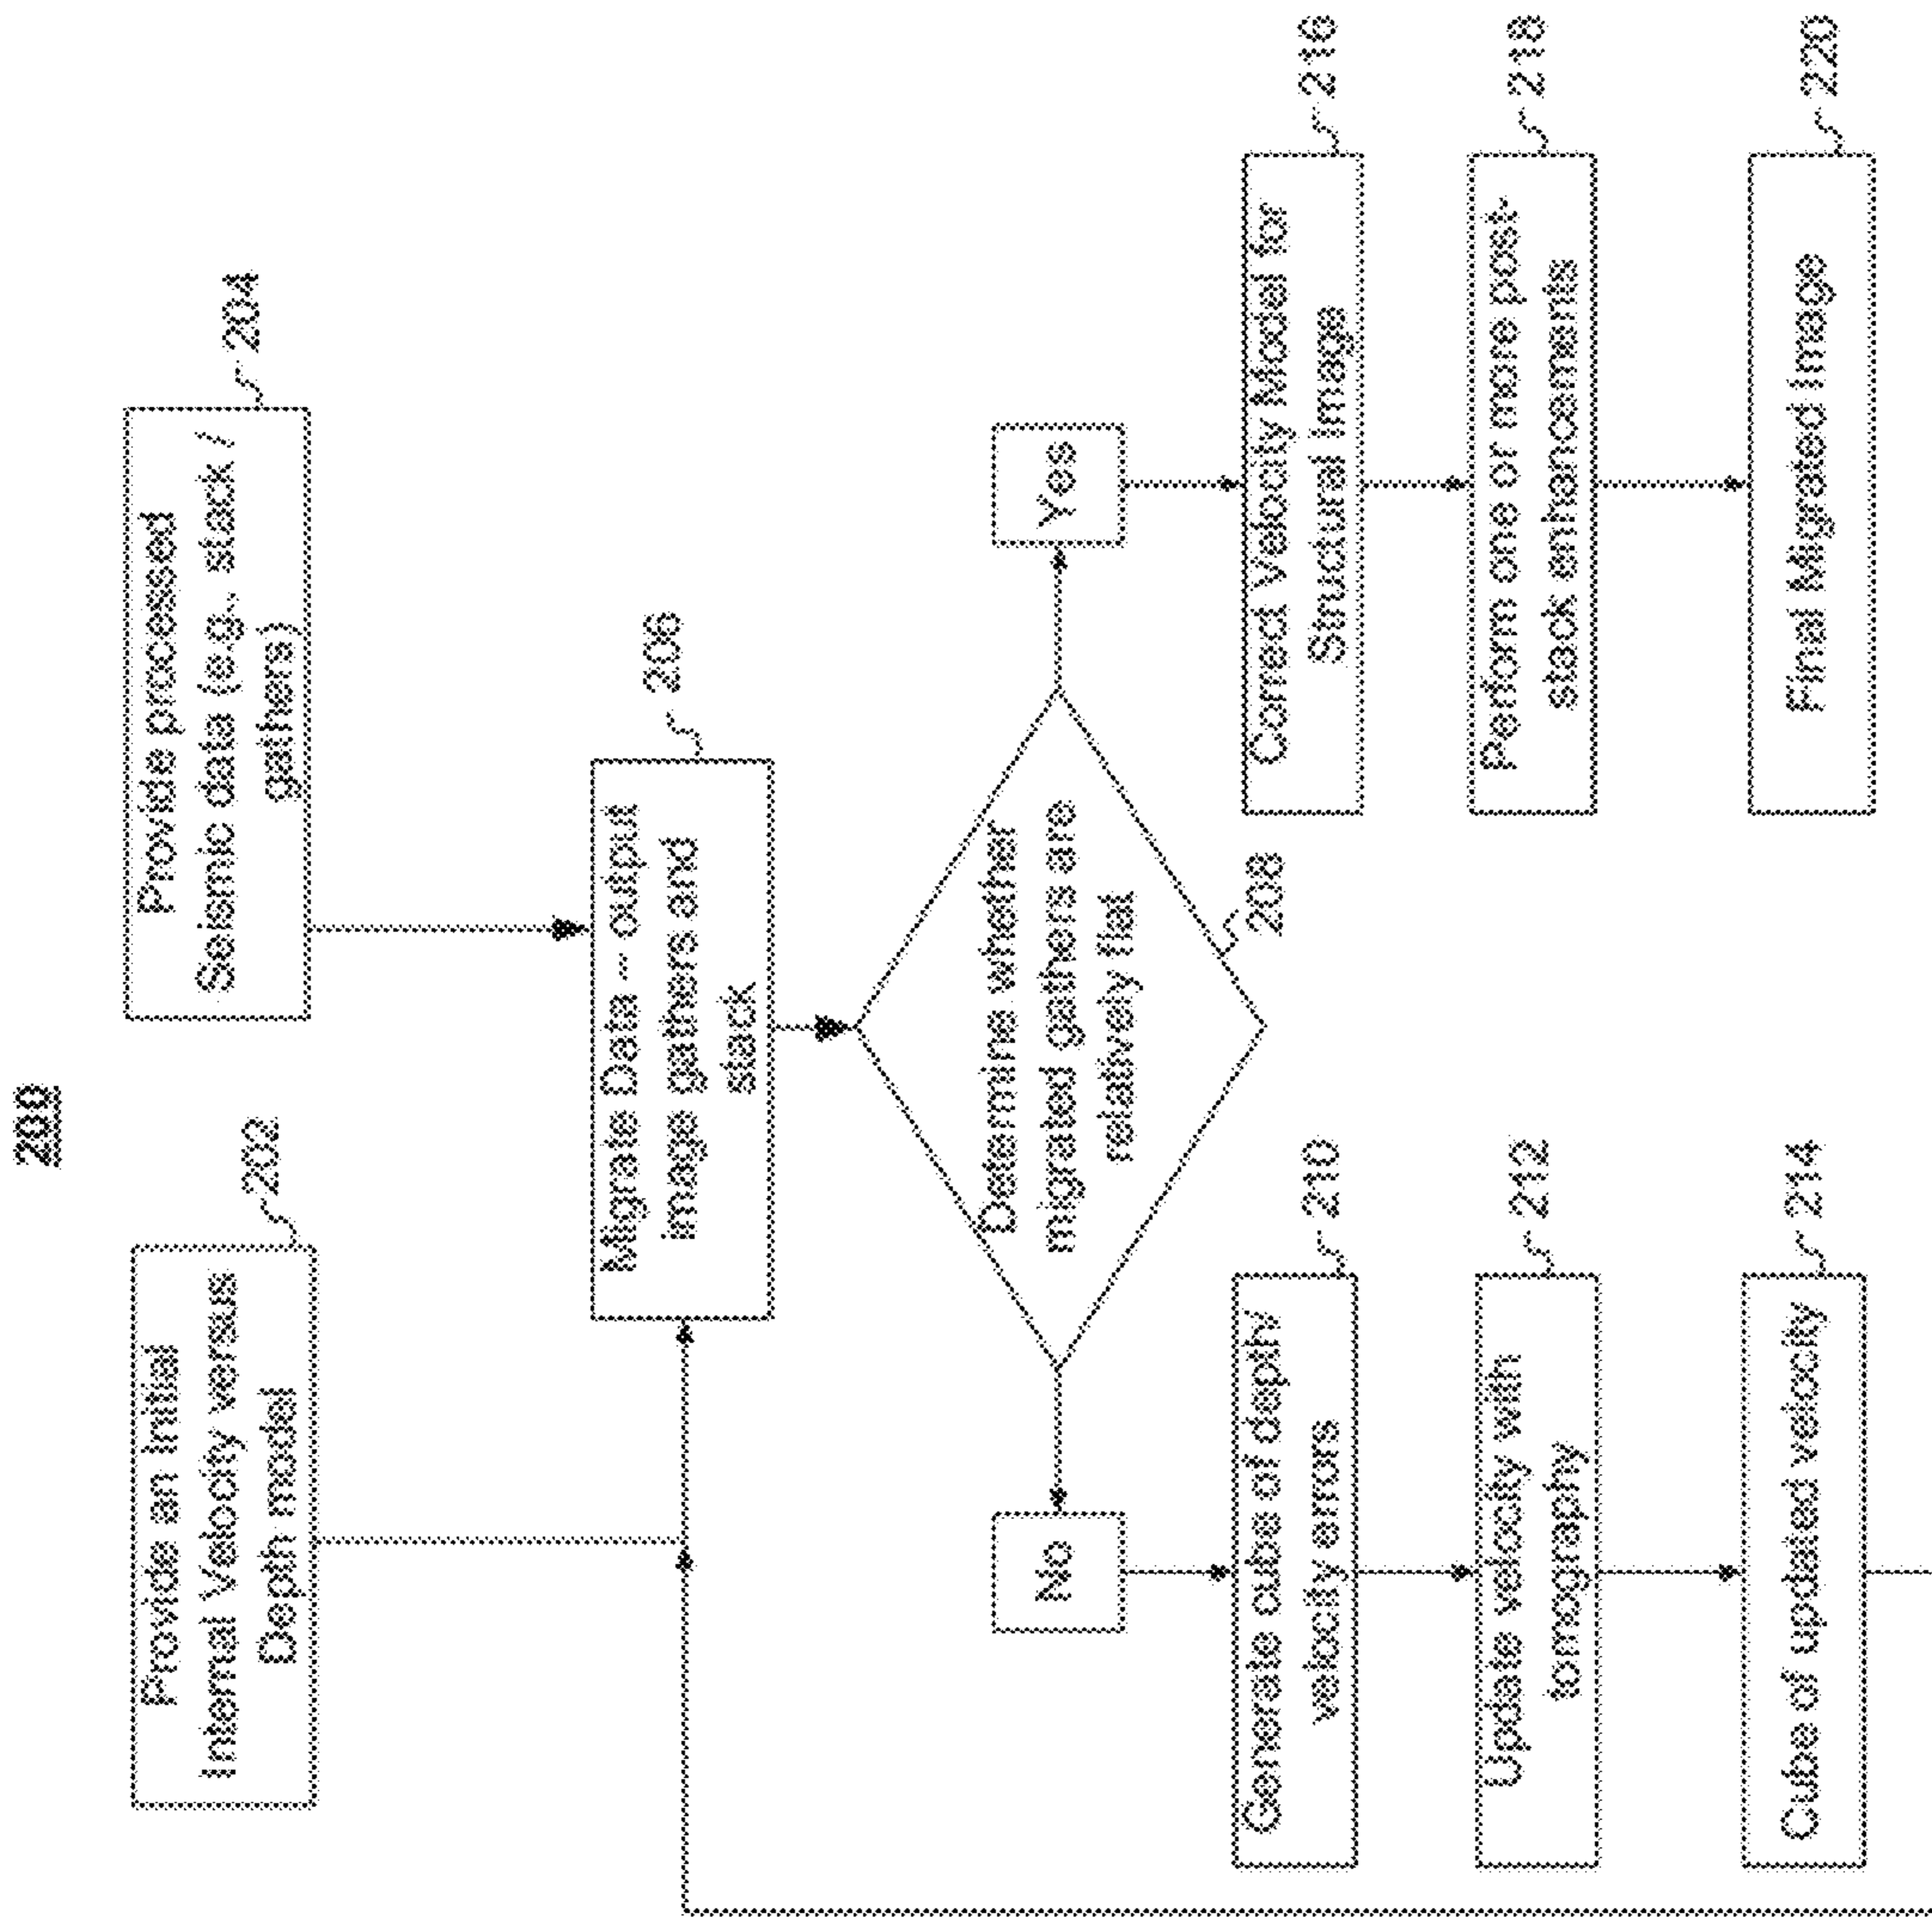 200
Provide an Initial
Internal Velocity versus
Depth model
202
Provide processed
Seismic data (e.g., stack /
gathers)
204
Migrate Data -- output
image gathers and
stack
206
Determine whether
migrated gathers are
relatively flat
208
No
Yes
Generate cube of depth/
velocity errors
210
Update velocity with
tomography
212
Cube of updated velocity
214
Correct Velocity Model for
Structural image
216
Perform one or more post-
stack enhancements
218
Final Migrated Image
220